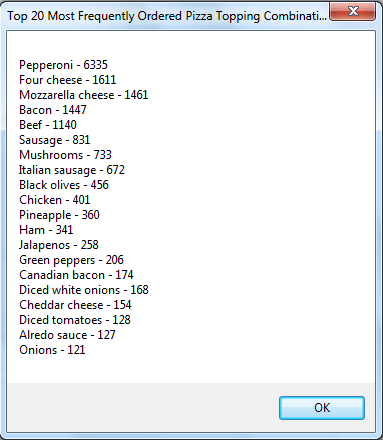 Top 20 Most Frequently Ordered Pizza Topping Combinati...
Pepperoni - 6335
Four cheese - 1611
Mozzarella cheese - 1461
Bacon - 1447
Beef - 1140
Sausage - 831
Mushrooms - 733
Italian sausage - 672
Black olives - 456
Chicken - 401
Pineapple - 360
Ham - 341
Jalapenos - 258
Green peppers - 206
Canadian bacon - 174
Diced white onions - 168
Cheddar cheese - 154
Diced tomatoes - 128
Alredo sauce - 127
Onions - 121
OK